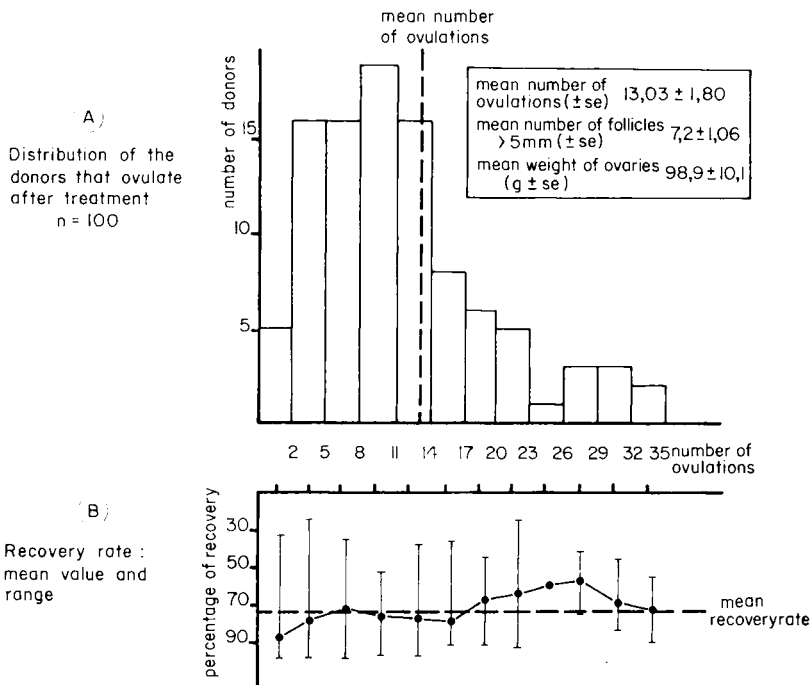 mean number
of ovulations
A)
Distribution of the
donors that ovulate
after treatment
n = 100
number of donors
15
10
5
mean number of
ovulations (± se) 13,03 ± 1,80
mean number of follicles
> 5mm (± se) 7,2 ± 1,06
mean weight of ovaries
(g ± se) 98,9 ± 10,1
2 5 8 11 14 17 20 23 26 29 32 35 number of
ovulations
(B)
Recovery rate :
mean value and
range
percentage of recovery
30
50
70
90
mean
recoveryrate